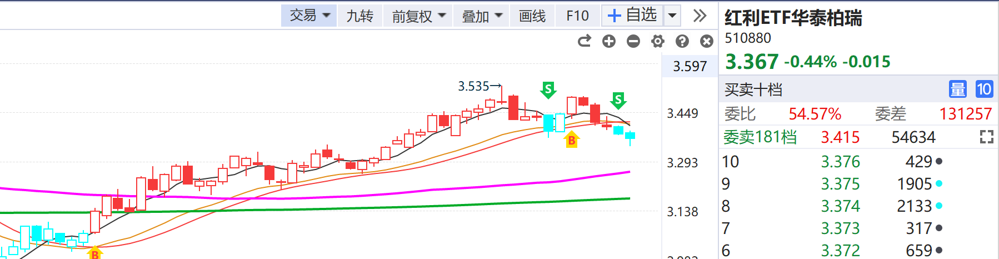 交易 九转 前复权 叠加 画线 F10 自选
3.597
3.535→
S
S
3.449
B
3.293
3.138
B
红利ETF华泰柏瑞
510880
3.367 -0.44% -0.015
买卖十档 量 10
委比 54.57% 委差 131257
委卖181档 3.415 54634
10 3.376 429
9 3.375 1905
8 3.374 2133
7 3.373 317
6 3.372 659